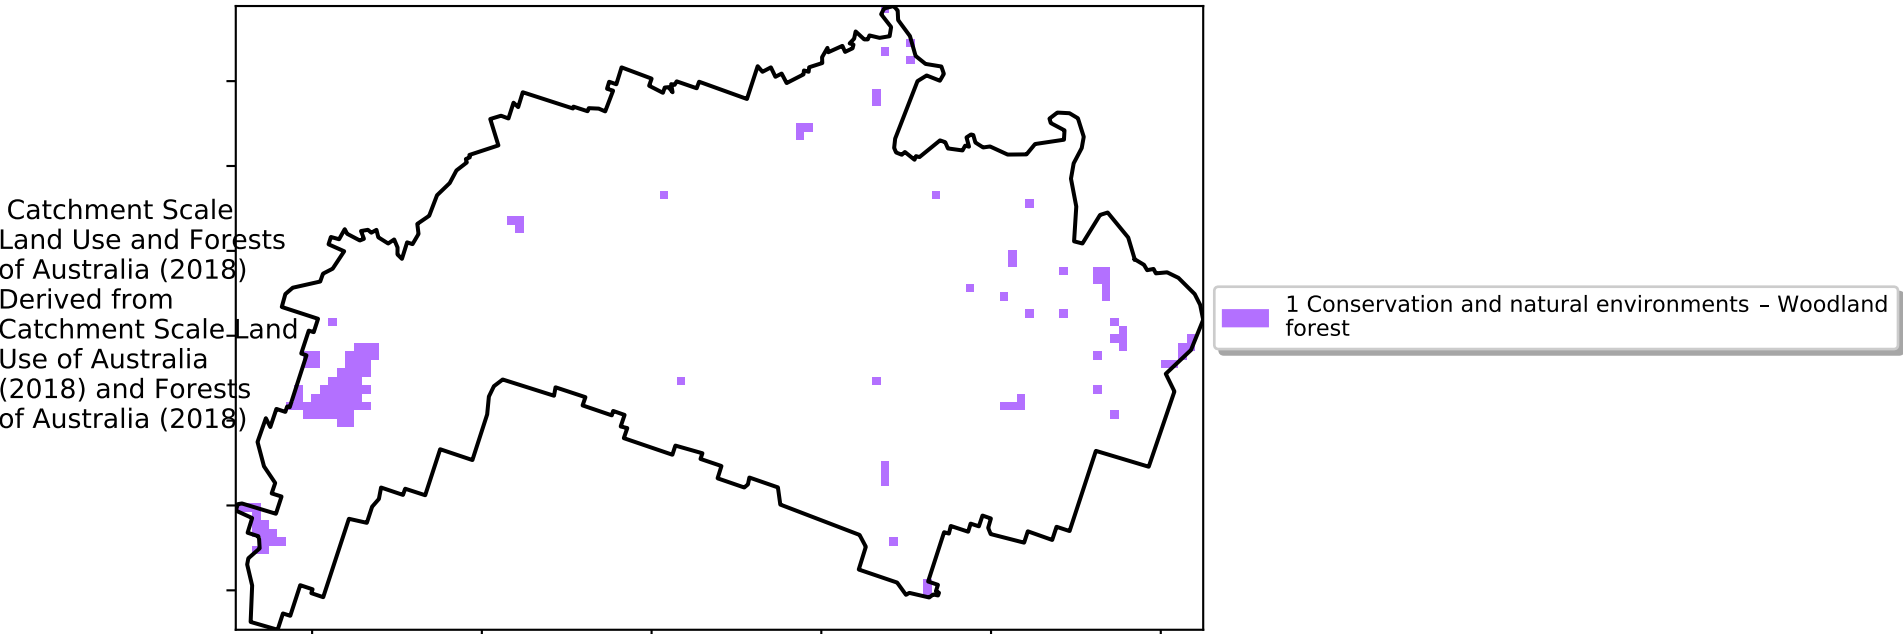 Catchment Scale
Land Use and Forests
of Australia (2018)
Derived from
Catchment Scale Land
Use of Australia
(2018) and Forests
of Australia (2018)
1 Conservation and natural environments – Woodland
forest